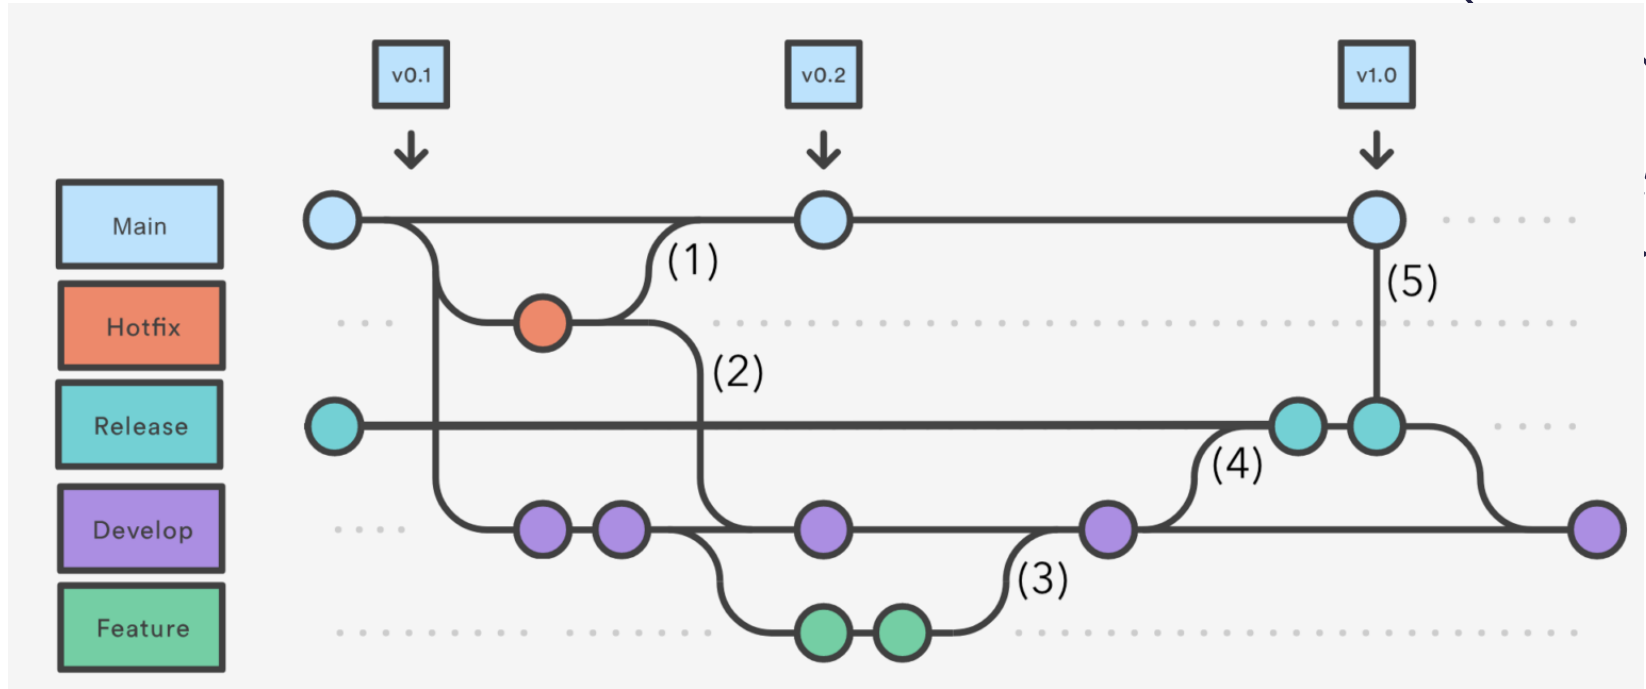 v0.1
v0.2
v1.0
Main
(1)
(5)
Hotfix
(2)
Release
(4)
Develop
(3)
Feature